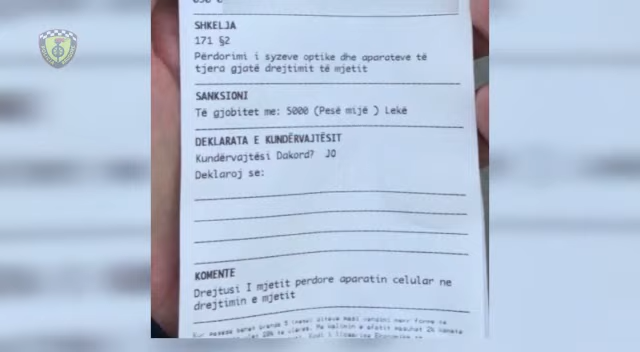 SHKELJA
171 §2
Përdorimi i syzeve optike dhe aparateve të
tjera gjatë drejtimit të mjetit
SANKSIONI
Të gjobitet me: 5000 (Pesë mijë ) Lekë
DEKLARATA E KUNDËRVAJTËSIT
Kundërvajtësi Dakord? JO
Deklaroj se:
KOMENTE
Drejtusi I mjetit perdore aparatin celular ne
drejtimin e mjetit